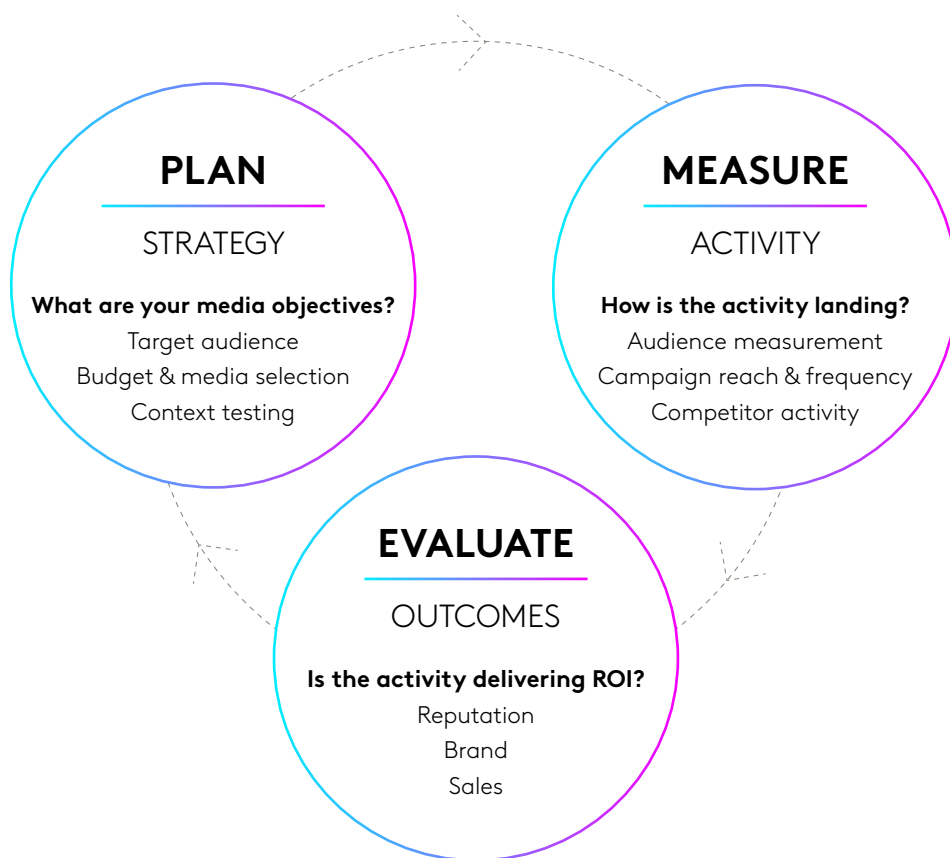 PLAN
STRATEGY
What are your media objectives?
Target audience
Budget & media selection
Context testing
MEASURE
ACTIVITY
How is the activity landing?
Audience measurement
Campaign reach & frequency
Competitor activity
EVALUATE
OUTCOMES
Is the activity delivering ROI?
Reputation
Brand
Sales